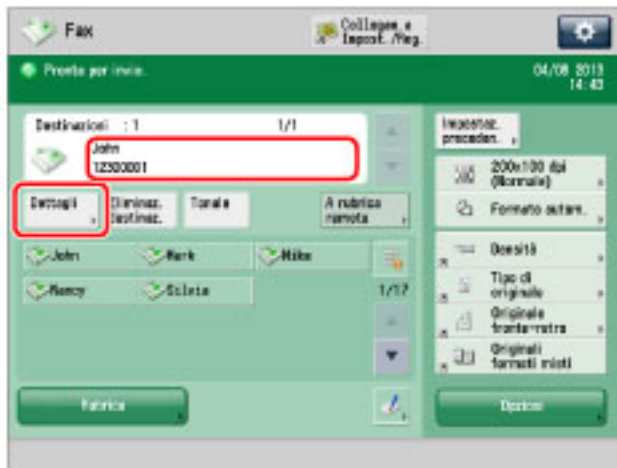 Fax
Collegam. e
Impost./Reg.
Pronto per invio.
04/08 2013
14:43
Destinazioni :1 1/1
John
12300001
Impostaz.
preceden.
200x100 dpi
(Normale)
Formato autom.
Dettagli
Eliminaz.
destinaz.
Tonale
A rubrica
remota
John
Mark
Mike
Nancy
Silvia
1/17
Densità
Tipo di
originale
Originale
fronte-retro
Originali
formati misti
Rubrica
Opzioni